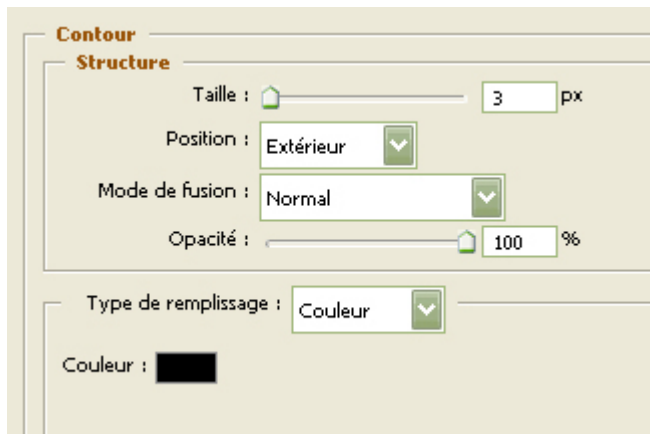 Contour
Structure
Taille : 3 px
Position : Extérieur
Mode de fusion : Normal
Opacité : 100 %
Type de remplissage : Couleur
Couleur :